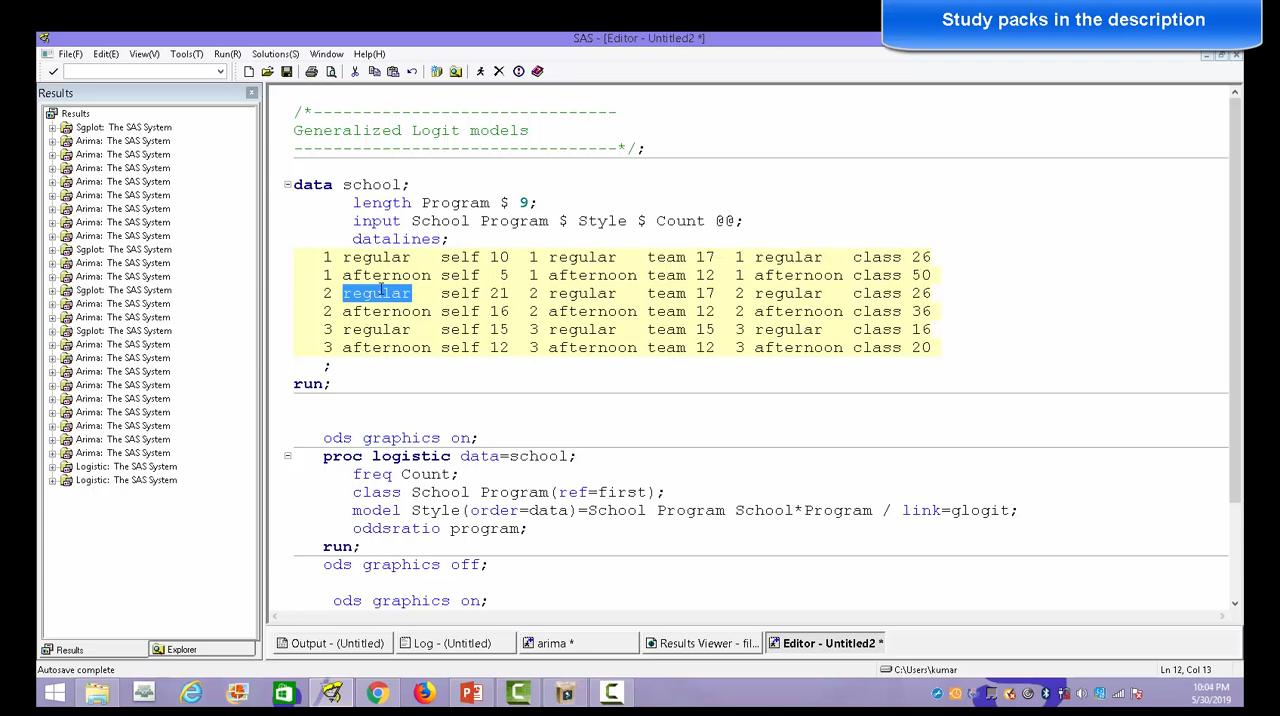 Study packs in the description
SAS - [Editor - Untitled2 *]
File(F) Edit(E) View(V) Tools(T) Run(R) Solutions(S) Window Help(H)
Results
Results
Sgplot: The SAS System
Arima: The SAS System
Arima: The SAS System
Arima: The SAS System
Arima: The SAS System
Arima: The SAS System
Arima: The SAS System
Arima: The SAS System
Arima: The SAS System
Sgplot: The SAS System
Arima: The SAS System
Arima: The SAS System
Sgplot: The SAS System
Arima: The SAS System
Arima: The SAS System
Sgplot: The SAS System
Arima: The SAS System
Arima: The SAS System
Arima: The SAS System
Arima: The SAS System
Arima: The SAS System
Arima: The SAS System
Arima: The SAS System
Arima: The SAS System
Arima: The SAS System
Logistic: The SAS System
Logistic: The SAS System
/*------------------------------
Generalized Logit models
--------------------------------*/;
data school;
length Program $ 9;
input School Program $ Style $ Count @@;
datalines;
1 regular self 10 1 regular team 17 1 regular class 26
1 afternoon self 5 1 afternoon team 12 1 afternoon class 50
2 regular self 21 2 regular team 17 2 regular class 26
2 afternoon self 16 2 afternoon team 12 2 afternoon class 36
3 regular self 15 3 regular team 15 3 regular class 16
3 afternoon self 12 3 afternoon team 12 3 afternoon class 20
;
run;
ods graphics on;
proc logistic data=school;
freq Count;
class School Program(ref=first);
model Style(order=data)=School Program School*Program / link=glogit;
oddsratio program;
run;
ods graphics off;
ods graphics on;
Results Explorer
Output - (Untitled) Log - (Untitled) arima * Results Viewer - fil... Editor - Untitled2 *
Autosave complete C:\Users\kumar Ln 12, Col 13
10:04 PM
5/30/2019